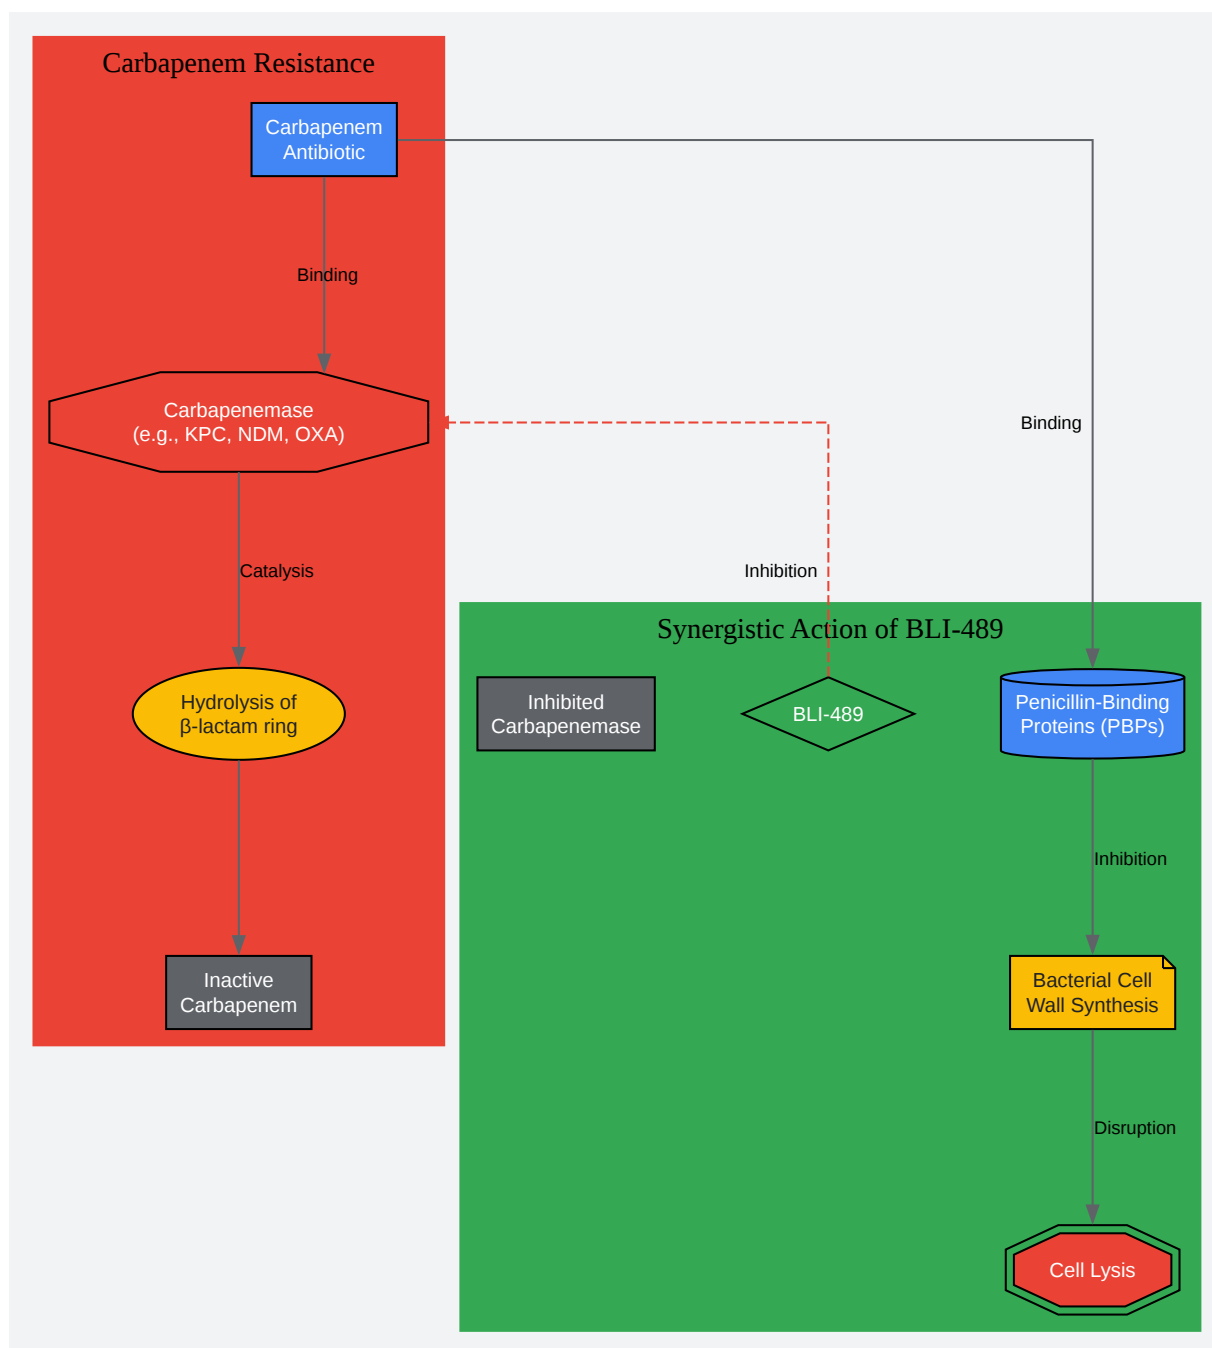 Carbapenem Resistance
Carbapenem
Antibiotic
Binding
Carbapenemase
(e.g., KPC, NDM, OXA)
Catalysis
Hydrolysis of
β-lactam ring
Inactive
Carbapenem
Binding
Inhibition
Synergistic Action of BLI-489
Inhibited
Carbapenemase
BLI-489
Penicillin-Binding
Proteins (PBPs)
Inhibition
Bacterial Cell
Wall Synthesis
Disruption
Cell Lysis